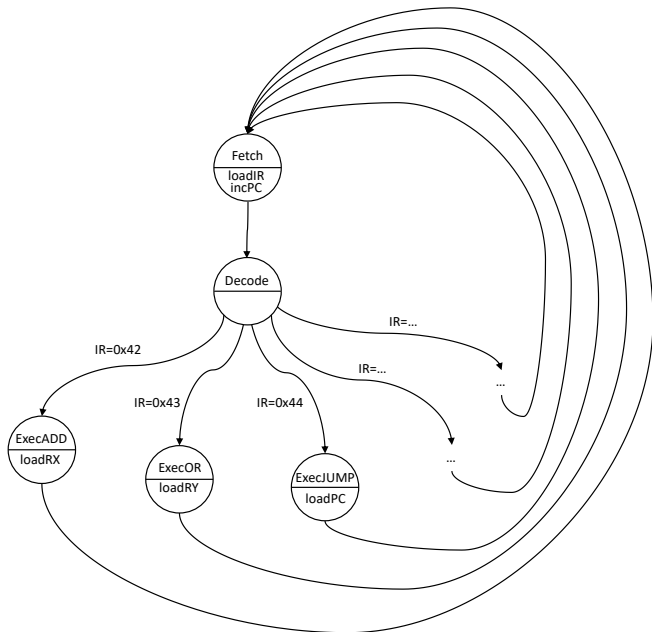 Fetch
loadIR
incPC
Decode
IR=...
IR=0x42
IR=...
IR=0x43
IR=0x44
...
ExecADD
loadRX
ExecOR
loadRY
ExecJUMP
loadPC
...